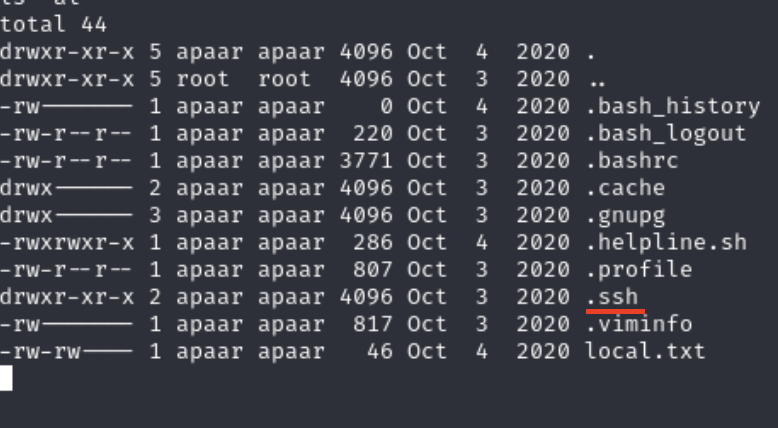 total 44
drwxr-xr-x 5 apaar apaar 4096 Oct  4  2020 .
drwxr-xr-x 5 root  root  4096 Oct  3  2020 ..
-rw------- 1 apaar apaar    0 Oct  4  2020 .bash_history
-rw-r--r-- 1 apaar apaar  220 Oct  3  2020 .bash_logout
-rw-r--r-- 1 apaar apaar 3771 Oct  3  2020 .bashrc
drwx------ 2 apaar apaar 4096 Oct  3  2020 .cache
drwx------ 3 apaar apaar 4096 Oct  3  2020 .gnupg
-rwxrwxr-x 1 apaar apaar  286 Oct  4  2020 .helpline.sh
-rw-r--r-- 1 apaar apaar  807 Oct  3  2020 .profile
drwxr-xr-x 2 apaar apaar 4096 Oct  3  2020 .ssh
-rw------- 1 apaar apaar  817 Oct  3  2020 .viminfo
-rw-rw---- 1 apaar apaar   46 Oct  4  2020 local.txt